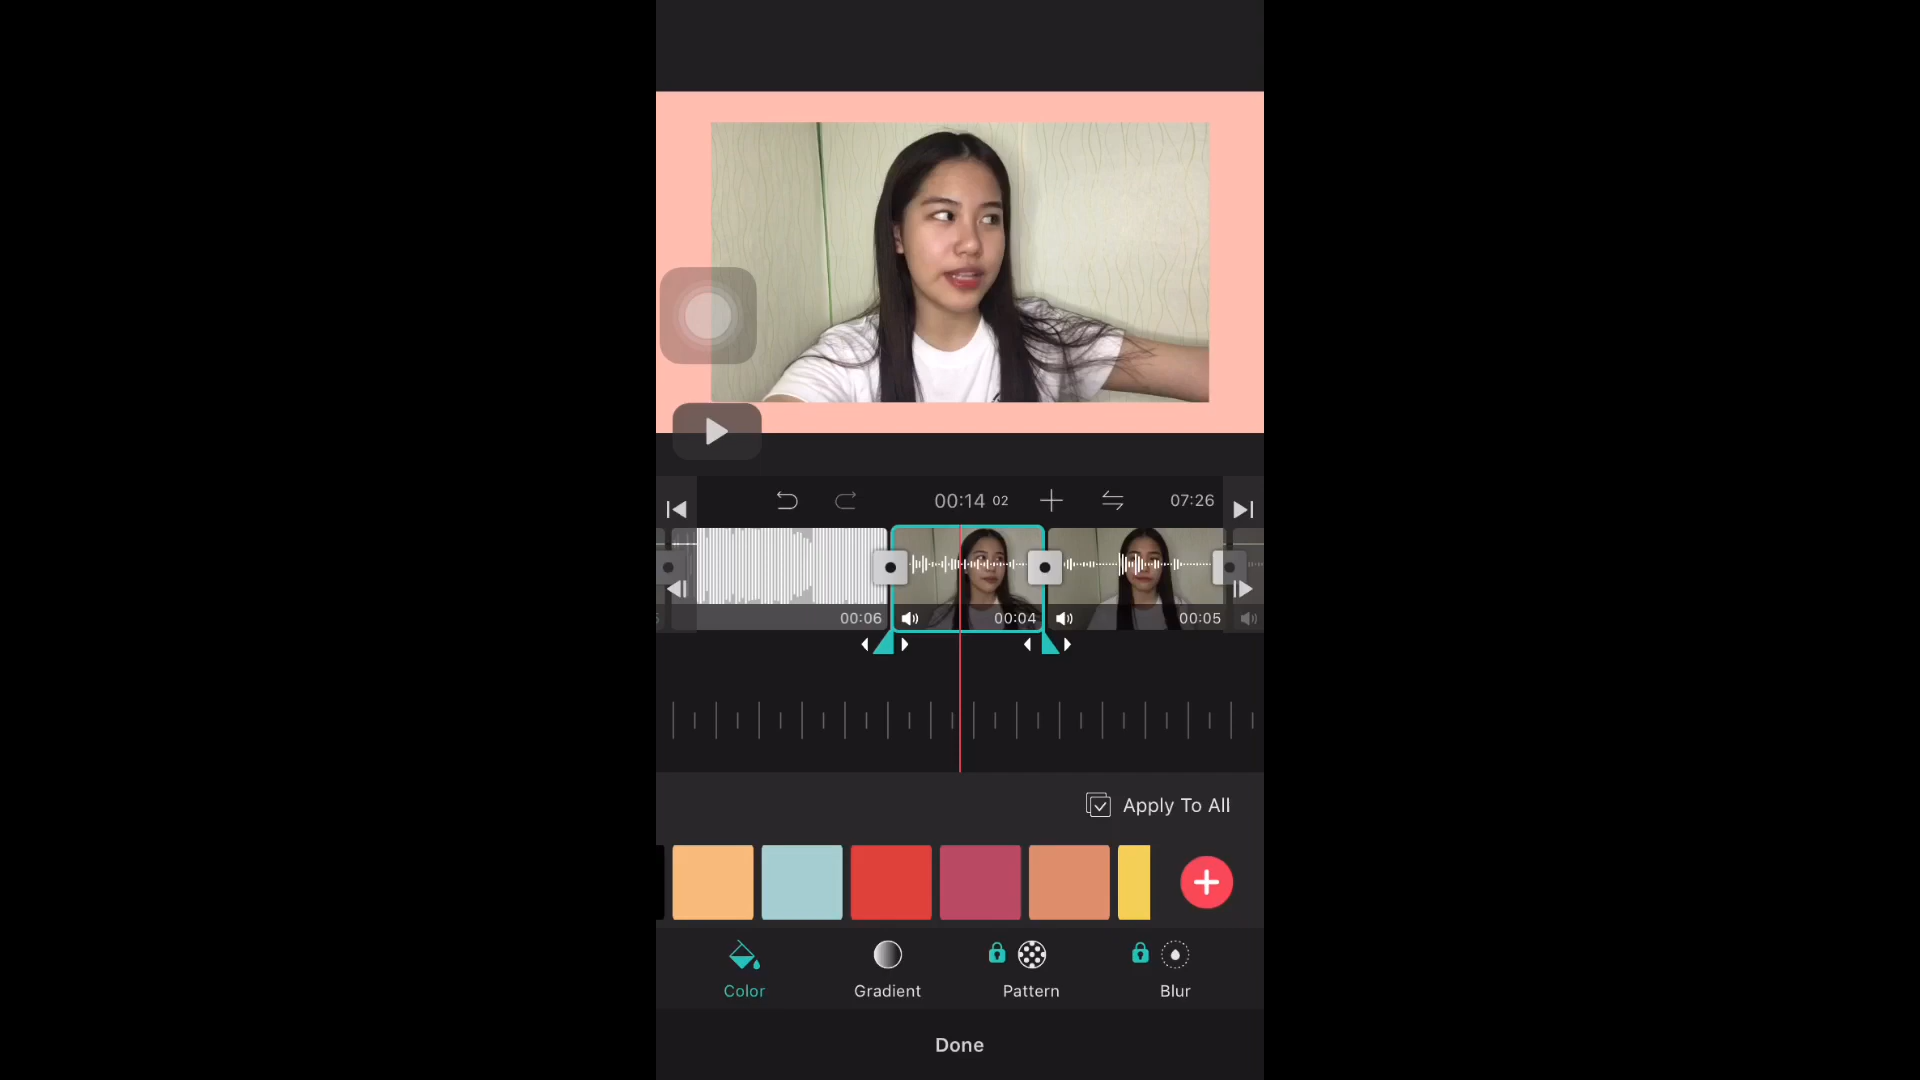 00:14 02
07:26
00:06
00:04
00:05
Apply To All
Color
Gradient
Pattern
Blur
Done